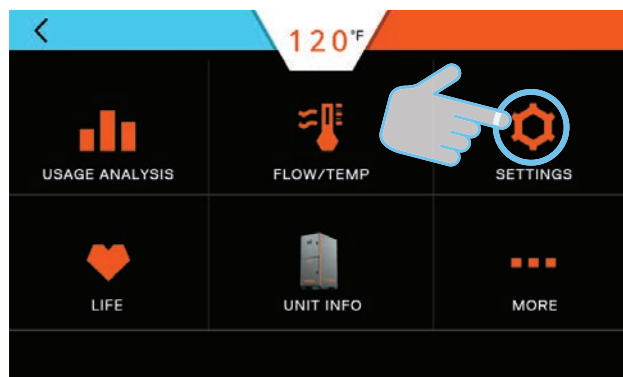 120°F
USAGE ANALYSIS
FLOW/TEMP
SETTINGS
LIFE
UNIT INFO
MORE